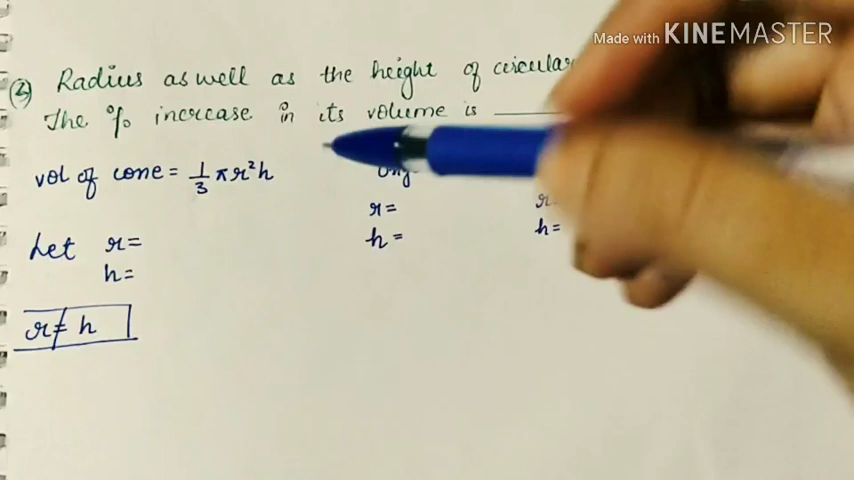 Made with KINEMASTER
(2) Radius as well as the height of circular
The % increase in its volume is ______
vol of cone = 1/3 πr²h
r=
Let r=
h=
h=
h=
r≠h